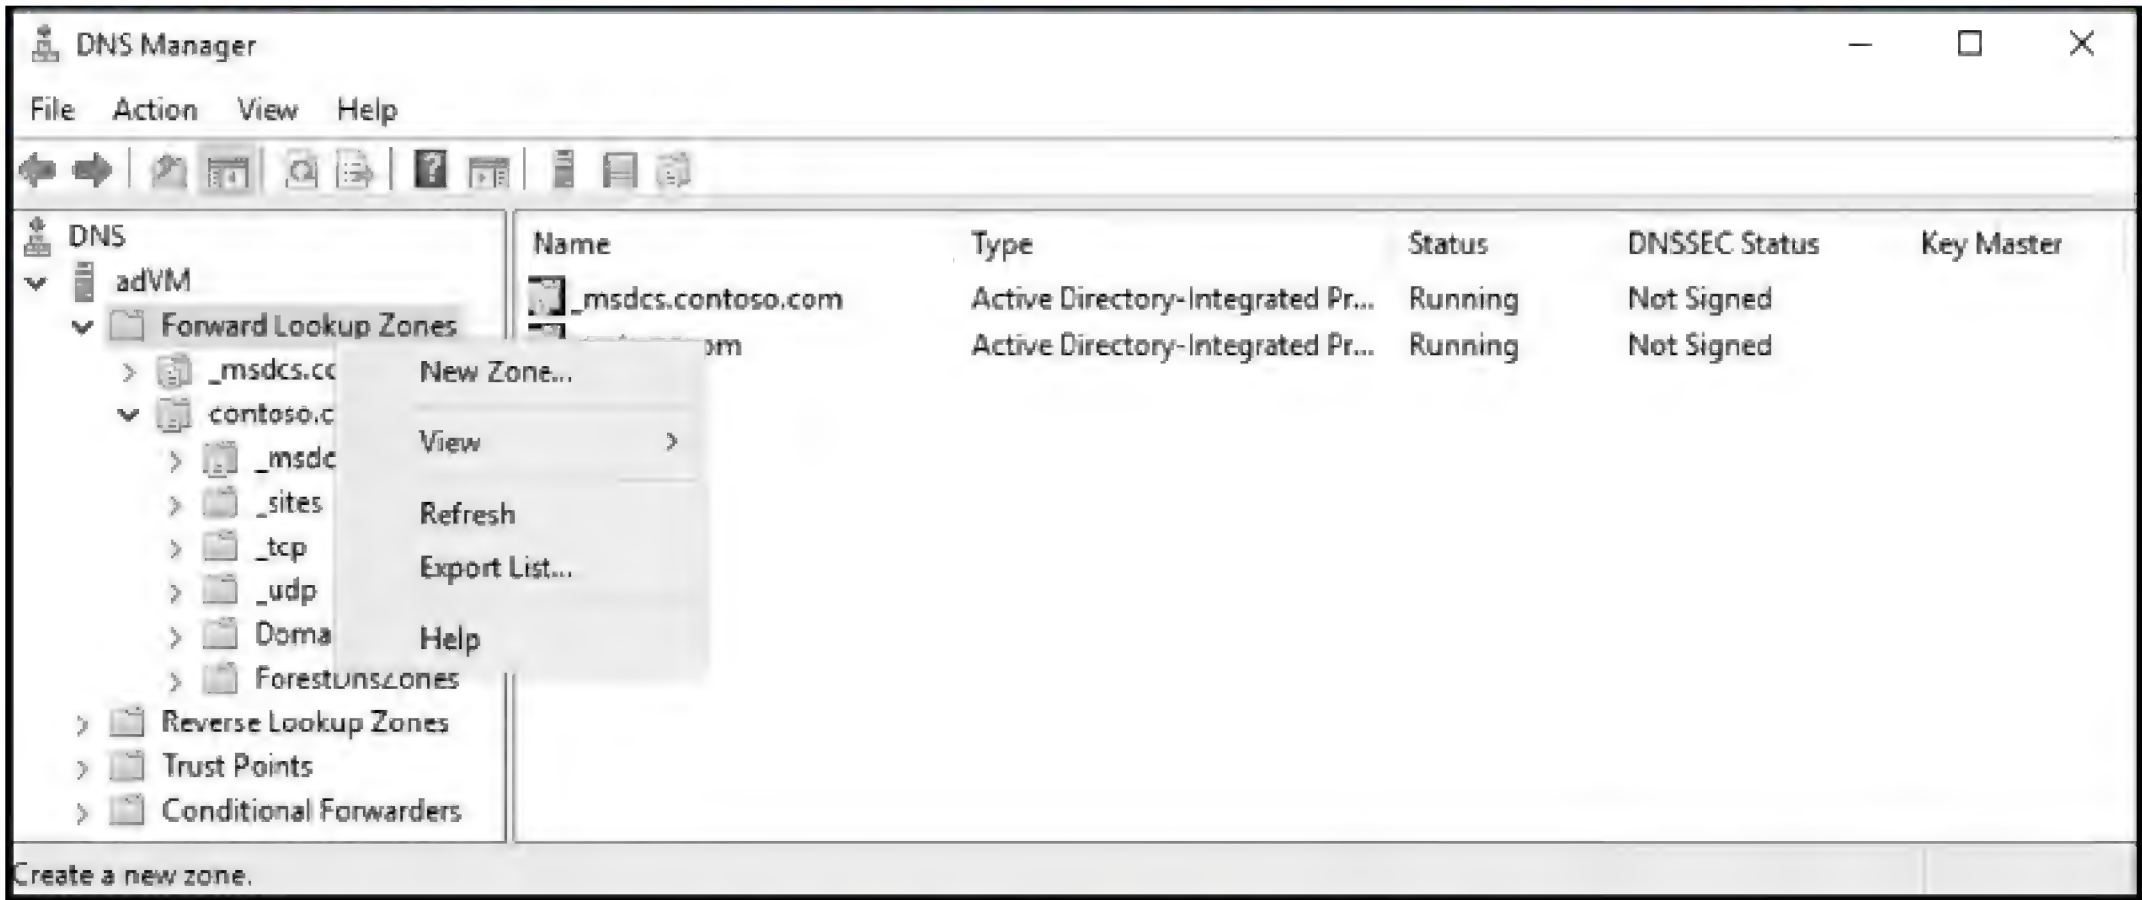 DNS Manager
File Action View Help
DNS
adVM
Forward Lookup Zones
_msdcs.cc
contoso.c
_msdc
_sites
_tcp
_udp
Doma
ForestDnsZones
Reverse Lookup Zones
Trust Points
Conditional Forwarders
New Zone...
View
Refresh
Export List...
Help
Name Type Status DNSSEC Status Key Master
_msdcs.contoso.com Active Directory-Integrated Pr... Running Not Signed
om Active Directory-Integrated Pr... Running Not Signed
Create a new zone.